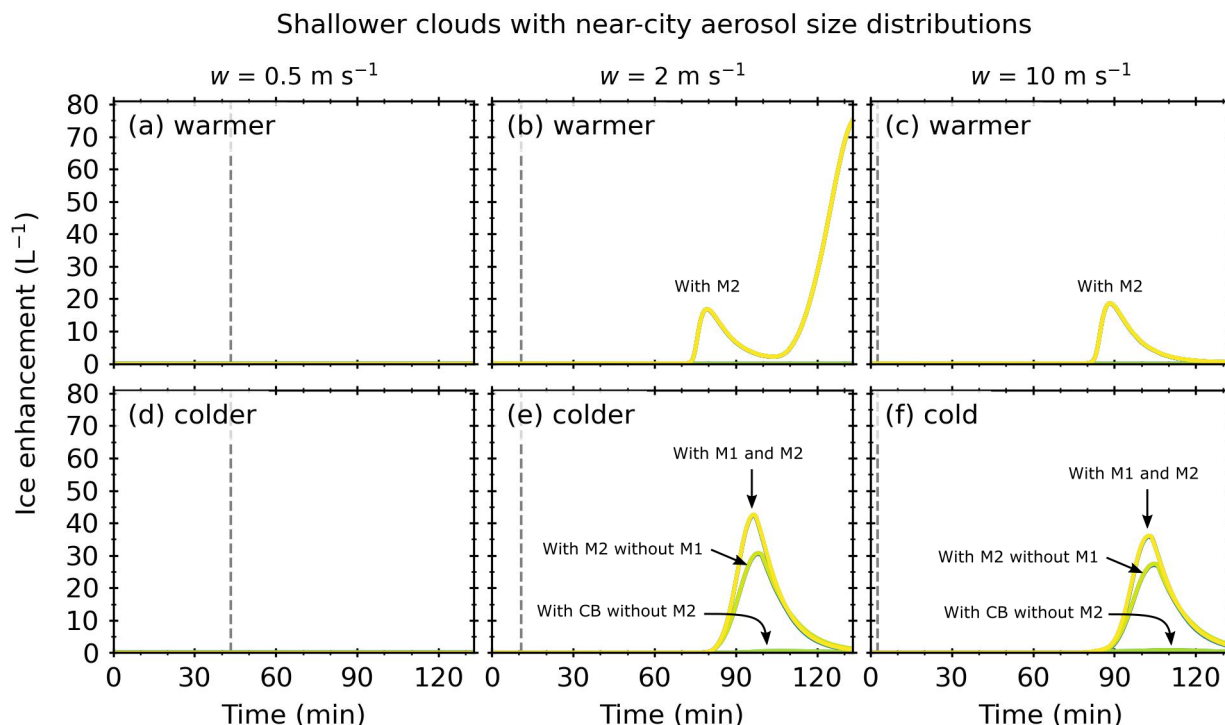 Shallower clouds with near-city aerosol size distributions
w = 0.5 m s⁻¹
w = 2 m s⁻¹
w = 10 m s⁻¹
Ice enhancement (L⁻¹)
80
70
60
50
40
30
20
10
0
(a) warmer
(b) warmer
With M2
(c) warmer
With M2
80
70
60
50
40
30
20
10
0
(d) colder
(e) colder
With M1 and M2
With M2 without M1
With CB without M2
(f) cold
With M1 and M2
With M2 without M1
With CB without M2
0 30 60 90 120
0 30 60 90 120
0 30 60 90 120
Time (min)
Time (min)
Time (min)